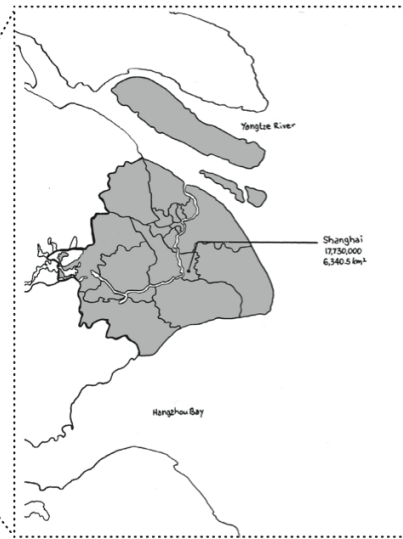 Yangtze River
Shanghai
17,730,000
6,340.5 km²
Hangzhou Bay